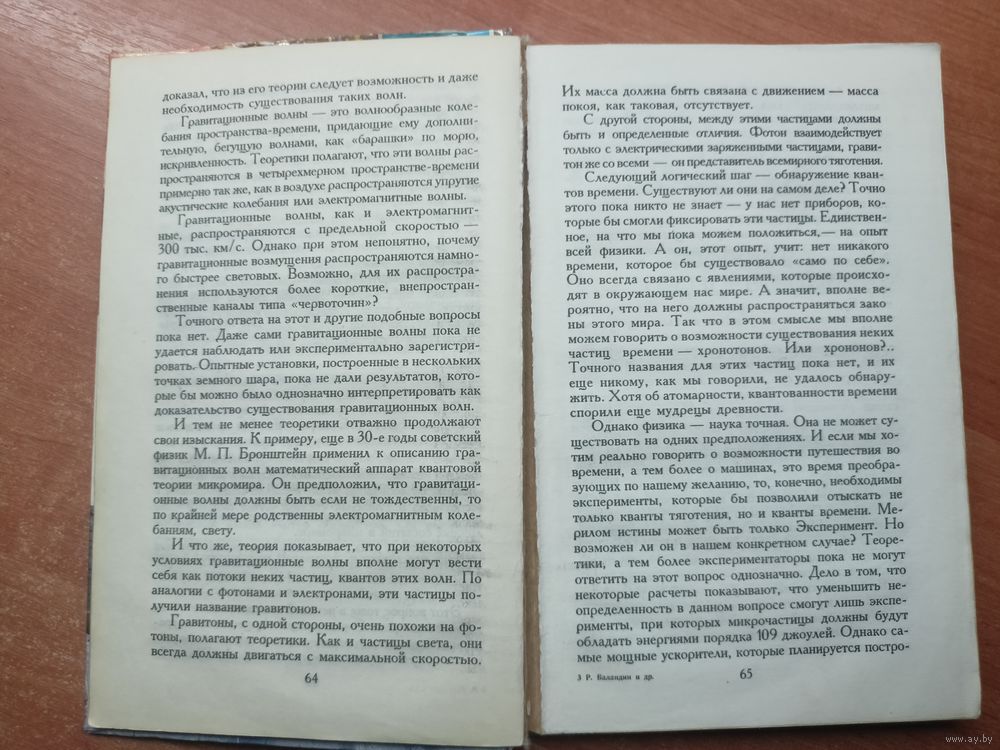 доказал, что из его теории следует возможность и даже
необходимость существования таких волн.
Гравитационные волны — это волнообразные коле-
бания пространства-времени, придающие ему дополни-
тельную, бегущую волнами, как «барашки» по морю,
искривленность. Теоретики полагают, что эти волны рас-
пространяются в четырехмерном пространстве-времени
примерно так же, как в воздухе распространяются упругие
акустические колебания или электромагнитные волны.
Гравитационные волны, как и электромагнит-
ные, распространяются с предельной скоростью —
300 тыс. км/с. Однако при этом непонятно, почему
гравитационные возмущения распространяются намно-
го быстрее световых. Возможно, для их распростра-
нения используются более короткие, внепространст-
венные каналы типа «червоточин»?
Точного ответа на этот и другие подобные вопросы
пока нет. Даже сами гравитационные волны пока не
удается наблюдать или экспериментально зарегистри-
ровать. Опытные установки, построенные в нескольких
точках земного шара, пока не дали результатов, кото-
рые бы можно было однозначно интерпретировать как
доказательство существования гравитационных волн.
И тем не менее теоретики отважно продолжают
свои изыскания. К примеру, еще в 30-е годы советский
физик М. П. Бронштейн применил к описанию гра-
витационных волн математический аппарат квантовой
теории микромира. Он предположил, что гравитаци-
онные волны должны быть если не тождественны, то
по крайней мере родственны электромагнитным коле-
баниям, свету.
И что же, теория показывает, что при некоторых
условиях гравитационные волны вполне могут вести
себя как потоки неких частиц, квантов этих волн. По
аналогии с фотонами и электронами, эти частицы по-
лучили название гравитонов.
Гравитоны, с одной стороны, очень похожи на фо-
тоны, полагают теоретики. Как и частицы света, они
всегда должны двигаться с максимальной скоростью.
64
Их масса должна быть связана с движением — масса
покоя, как таковая, отсутствует.
С другой стороны, между этими частицами должны
быть и определенные отличия. Фотон взаимодействует
только с электрическими заряженными частицами, грави-
тон же со всеми — он представитель всемирного тяготения.
Следующий логический шаг — обнаружение кван-
тов времени. Существуют ли они на самом деле? Точно
этого пока никто не знает — у нас нет приборов, ко-
торые бы смогли фиксировать эти частицы. Единствен-
ное, на что мы пока можем положиться,— на опыт
всей физики. А он, этот опыт, учит: нет никакого
времени, которое бы существовало «само по себе».
Оно всегда связано с явлениями, которые происхо-
дят в окружающем нас мире. А значит, вполне ве-
роятно, что на него должны распространяться зако
ны этого мира. Так что в этом смысле мы вполне
можем говорить о возможности существования неких
частиц времени — хронотонов. Или хрононов?..
Точного названия для этих частиц пока нет, и их
еще никому, как мы говорили, не удалось обнару-
жить. Хотя об атомарности, квантованности времени
спорили еще мудрецы древности.
Однако физика — наука точная. Она не может су-
ществовать на одних предположениях. И если мы хо-
тим реально говорить о возможности путешествия во
времени, а тем более о машинах, это время преобра-
зующих по нашему желанию, то, конечно, необходимы
эксперименты, которые бы позволили отыскать не
только кванты тяготения, но и кванты времени. Ме-
рилом истины может быть только Эксперимент. Но
возможен ли он в нашем конкретном случае? Теоре-
тики, а тем более экспериментаторы пока не могут
ответить на этот вопрос однозначно. Дело в том, что
некоторые расчеты показывают, что уменьшить не-
определенность в данном вопросе смогут лишь экспе-
рименты, при которых микрочастицы должны будут
обладать энергиями порядка 109 джоулей. Однако са-
мые мощные ускорители, которые планируется постро-
3 Р. Баландин и др.
65
www.ay.by